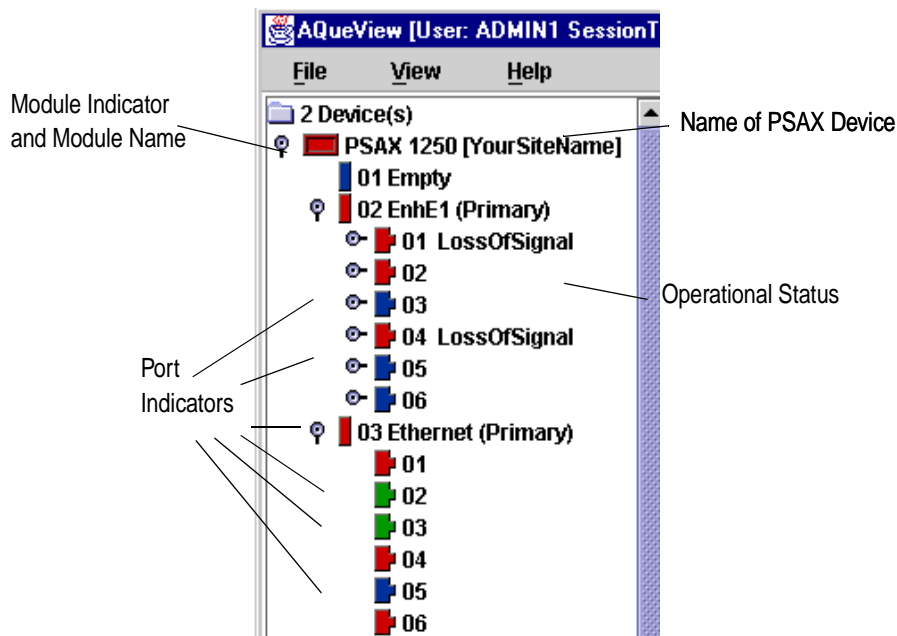 AQueView [User: ADMIN1 SessionT
File View Help
Module Indicator
and Module Name
2 Device(s)
Name of PSAX Device
PSAX 1250 [YourSiteName]
01 Empty
02 EnhE1 (Primary)
01 LossOfSignal
02
03
Operational Status
04 LossOfSignal
05
06
Port
Indicators
03 Ethernet (Primary)
01
02
03
04
05
06